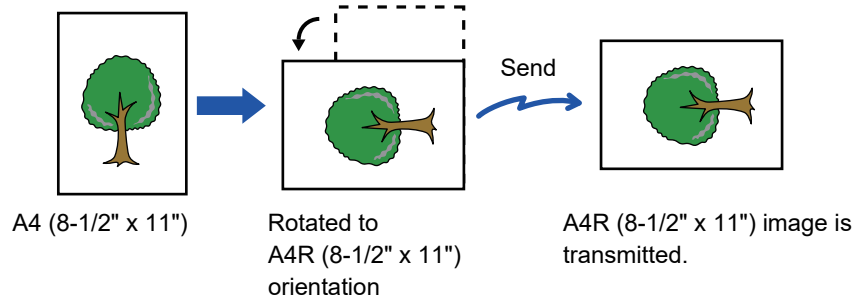 Send
A4 (8-1/2" x 11")
Rotated to
A4R (8-1/2" x 11")
orientation
A4R (8-1/2" x 11") image is
transmitted.